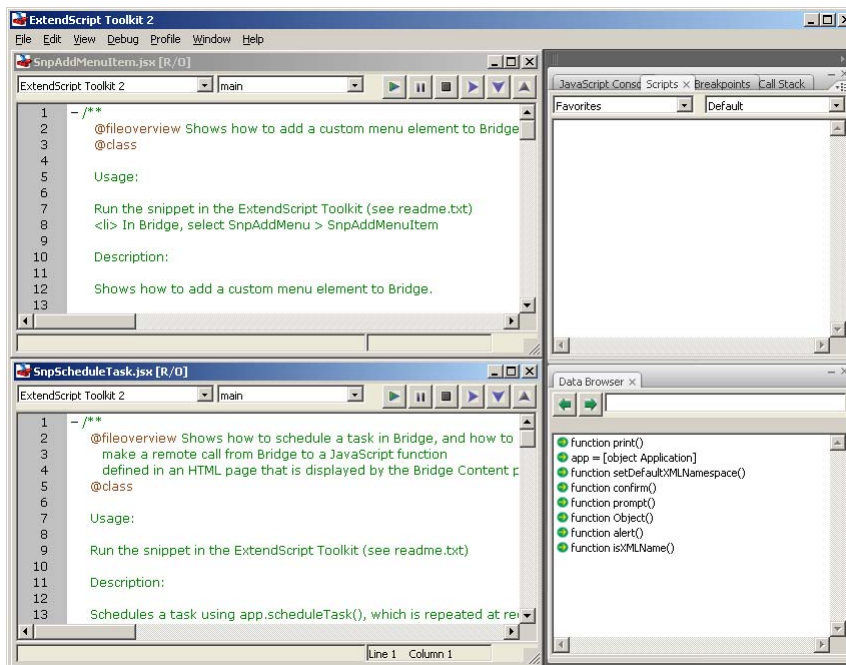 ExtendScript Toolkit 2
File Edit View Debug Profile Window Help
SnpAddMenuItem.jsx [R/O]
ExtendScript Toolkit 2 main
1 - /**
2 @fileoverview Shows how to add a custom menu element to Bridge
3 @class
4
5 Usage:
6
7 Run the snippet in the ExtendScript Toolkit (see readme.txt)
8 <li> In Bridge, select SnpAddMenu > SnpAddMenuItem
9
10 Description:
11
12 Shows how to add a custom menu element to Bridge.
13
SnpScheduleTask.jsx [R/O]
ExtendScript Toolkit 2 main
1 - /**
2 @fileoverview Shows how to schedule a task in Bridge, and how to
3 make a remote call from Bridge to a JavaScript function
4 defined in an HTML page that is displayed by the Bridge Content
5 @class
6
7 Usage:
8
9 Run the snippet in the ExtendScript Toolkit (see readme.txt)
10
11 Description:
12
13 Schedules a task using app.scheduleTask(), which is repeated at
Line 1 Column 1
JavaScript Conso Scripts Breakpoints Call Stack
Favorites Default
Data Browser
function print()
app = [object Application]
function setDefaultXMLNamespace()
function confirm()
function prompt()
function Object()
function alert()
function isXMLName()